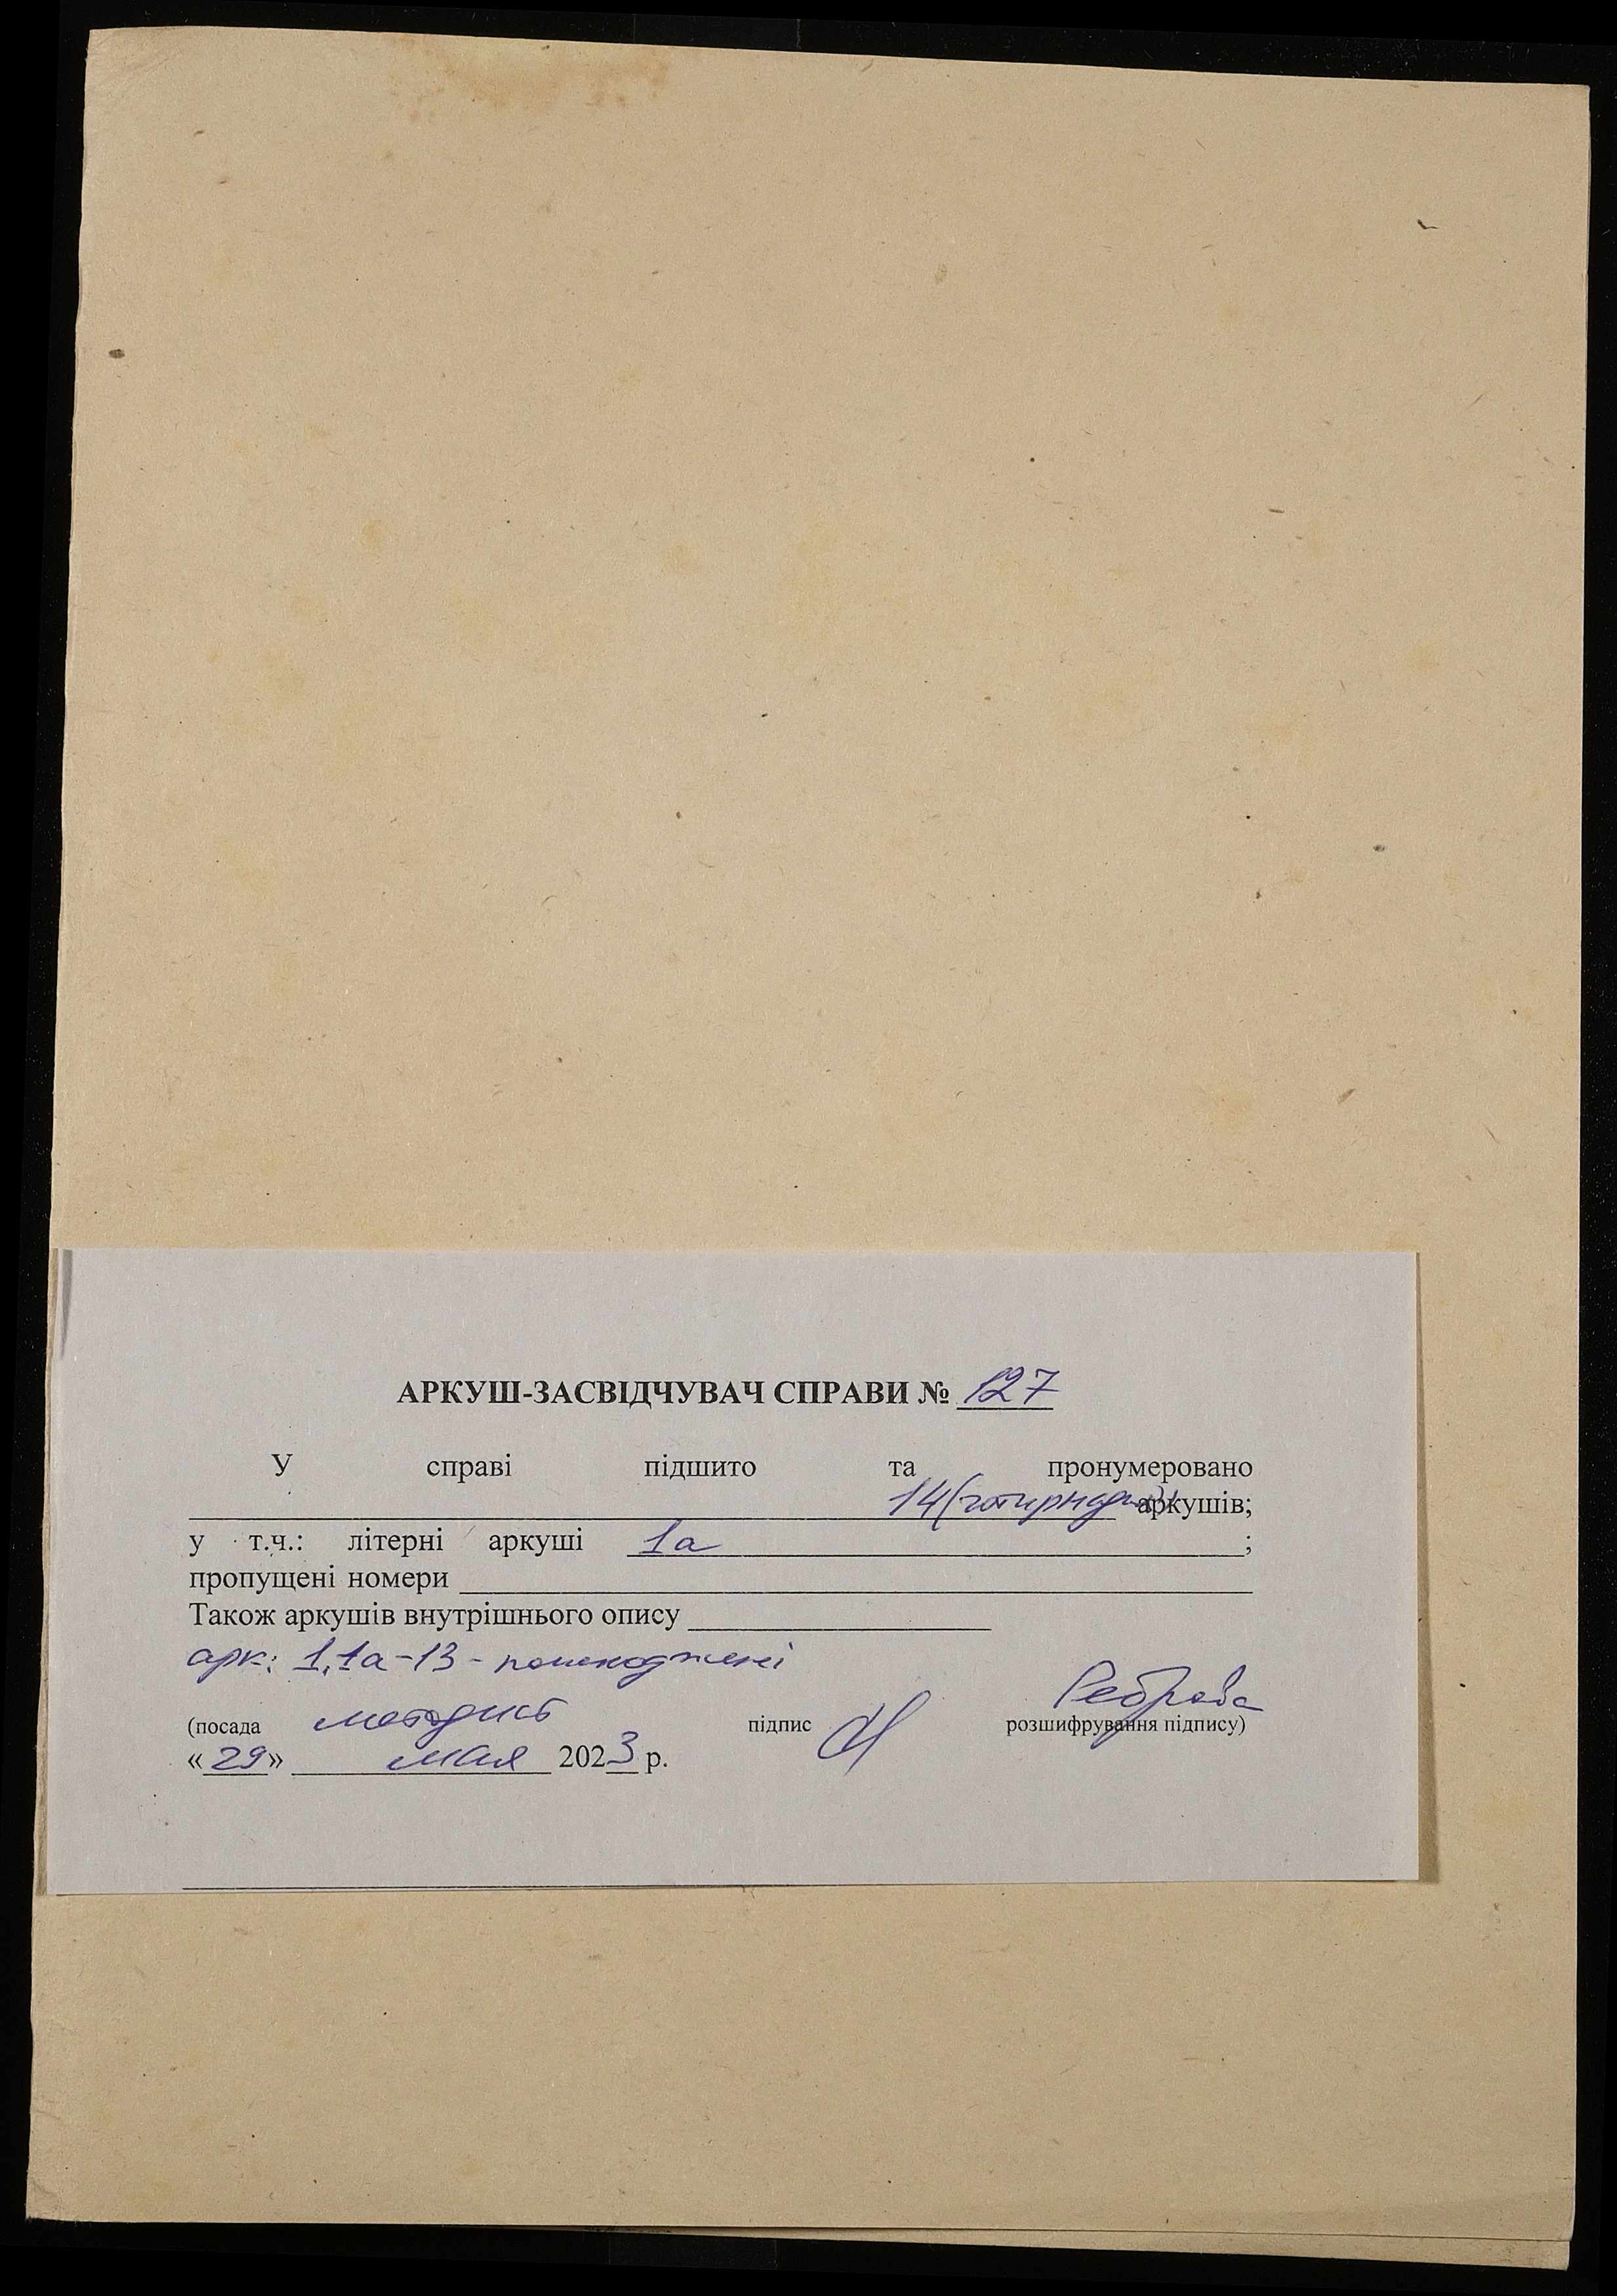 АРКУШ-ЗАСВІДЧУВАЧ СПРАВИ № 127
У справі підшито та пронумеровано
14 (чотирнадцять) аркушів;
у т.ч.: літерні аркуші 1а ;
пропущені номери
Також аркушів внутрішнього опису
арк: 1,1а-13 - пошкоджені
методист Реброва
(посада підпис розшифрування підпису)
«29» мая 2023 р.